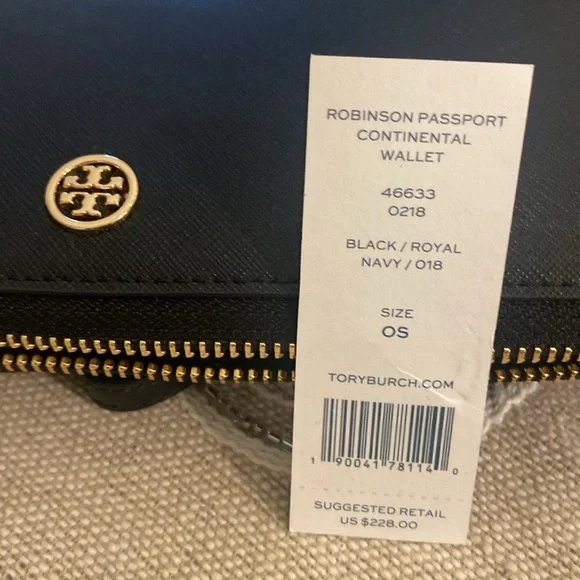 ROBINSON PASSPORT
CONTINENTAL
WALLET
46633
0218
BLACK / ROYAL
NAVY / 018
SIZE
OS
TORYBURCH.COM
1 90041 78114 0
SUGGESTED RETAIL
US $228.00